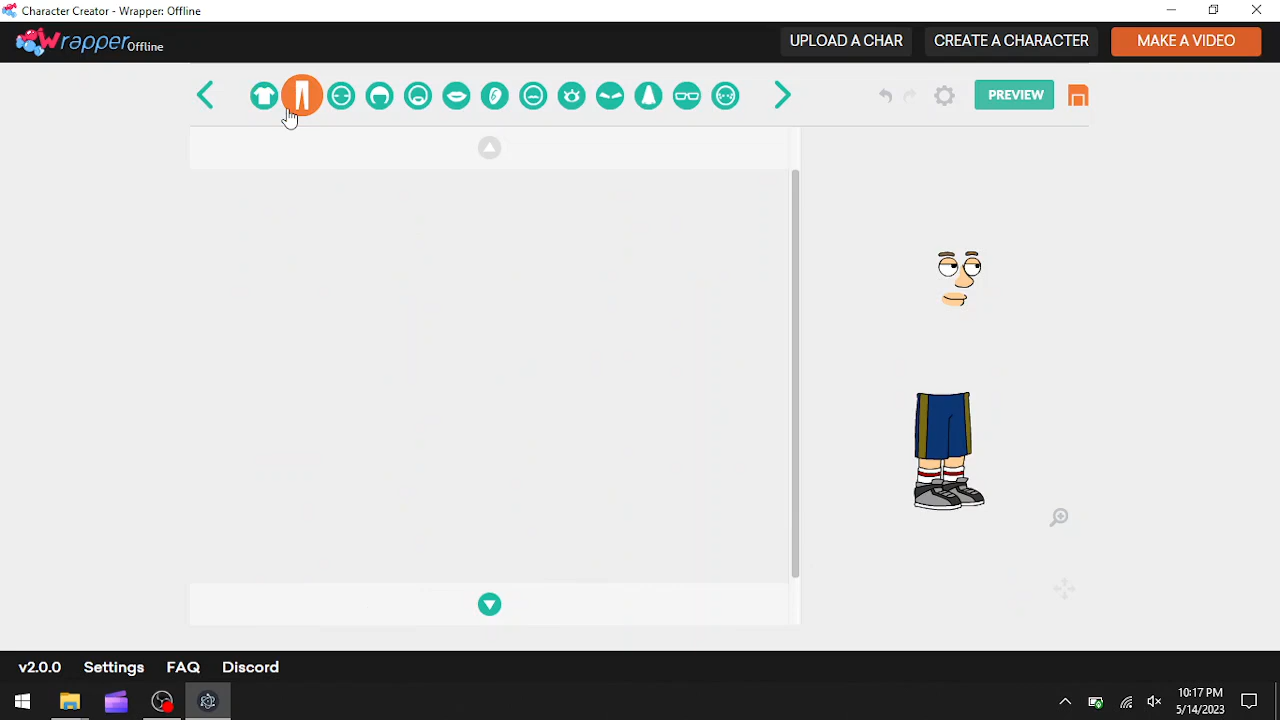 Character Creator - Wrapper: Offline
Wrapper Offline
UPLOAD A CHAR
CREATE A CHARACTER
MAKE A VIDEO
PREVIEW
v2.0.0
Settings
FAQ
Discord
10:17 PM
5/14/2023